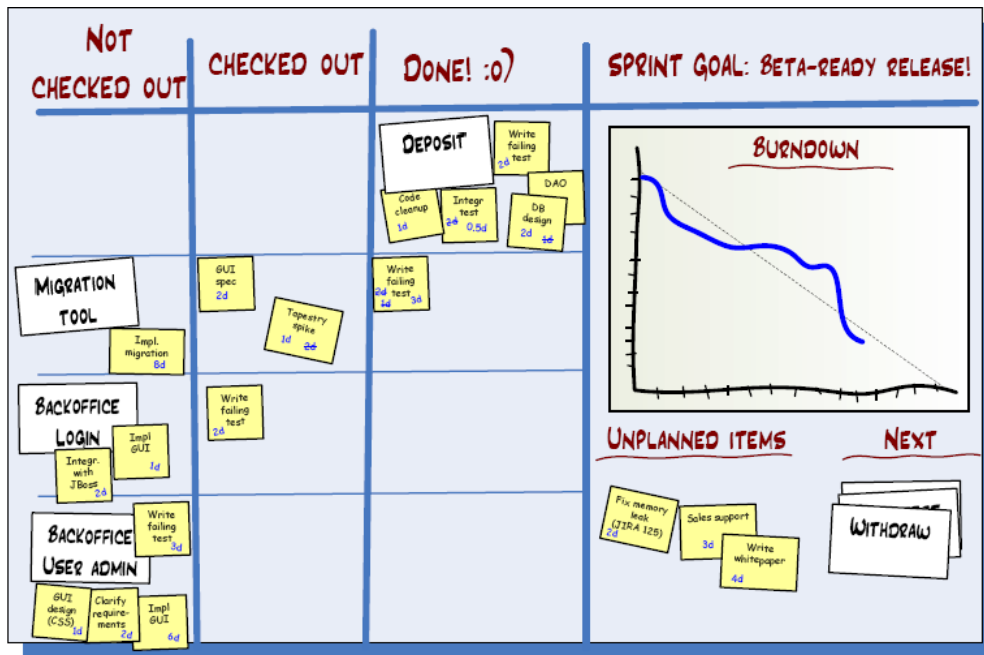 NOT
CHECKED OUT
CHECKED OUT
DONE! :o)
SPRINT GOAL: BETA-READY RELEASE!
DEPOSIT
Write
failing
test
2d
DAO
Code
cleanup
1d
Integr
test
2d 0.5d
DB
design
2d 1d
MIGRATION
TOOL
Impl.
migration
8d
GUI
spec
2d
Tapestry
spike
1d 2d
Write
failing
2d test 3d
1d
BACKOFFICE
LOGIN
Impl
GUI
1d
Integr.
with
JBoss
2d
Write
failing
test
2d
BACKOFFICE
USER ADMIN
Write
failing
test
3d
GUI
design
(CSS)
1d
Clarify
require-
ments
2d
Impl
GUI
6d
BURNDOWN
UNPLANNED ITEMS
NEXT
Fix memory
leak
(JIRA 125)
2d
Sales support
3d
Write
whitepaper
4d
WITHDRAW